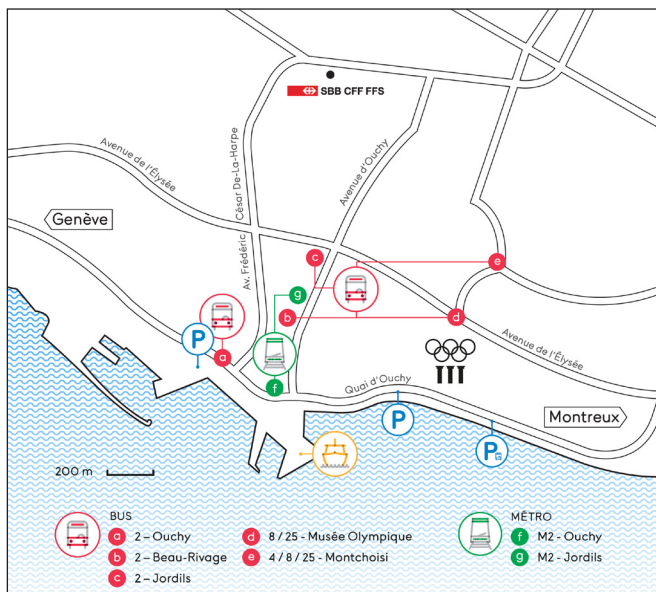 SBB CFF FFS
Avenue de l'Élysée
Av. Frédéric César De-La-Harpe
Avenue d'Ouchy
Genève
c
e
g
b
d
P
a
Avenue de l'Élysée
f
Quai d'Ouchy
P
Montreux
P
200 m
BUS
a 2 – Ouchy
b 2 – Beau-Rivage
c 2 – Jordils
d 8 / 25 - Musée Olympique
e 4 / 8 / 25 - Montchoisi
MÊTRO
f M2 - Ouchy
g M2 - Jordils